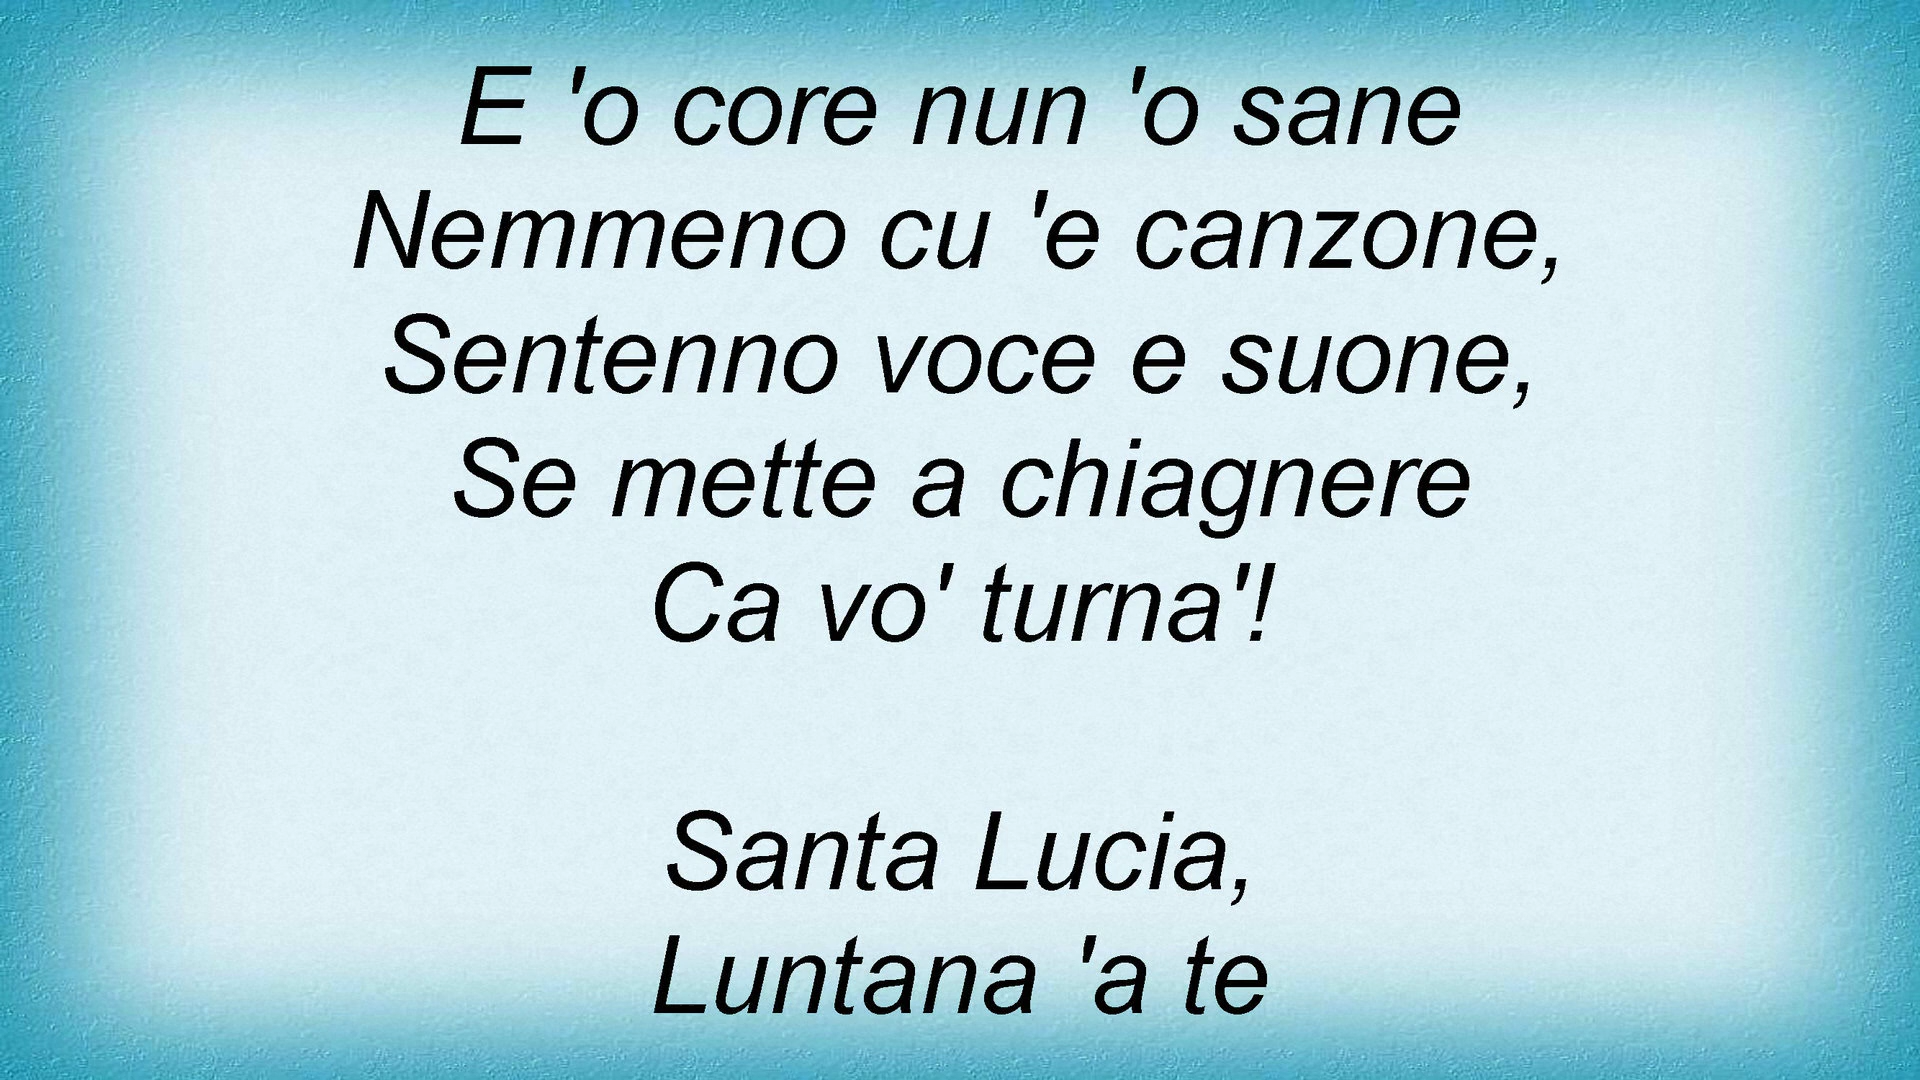 E 'o core nun 'o sane
Nemmeno cu 'e canzone,
Sentenno voce e suone,
Se mette a chiagnere
Ca vo' turna'!
Santa Lucia,
Luntana 'a te